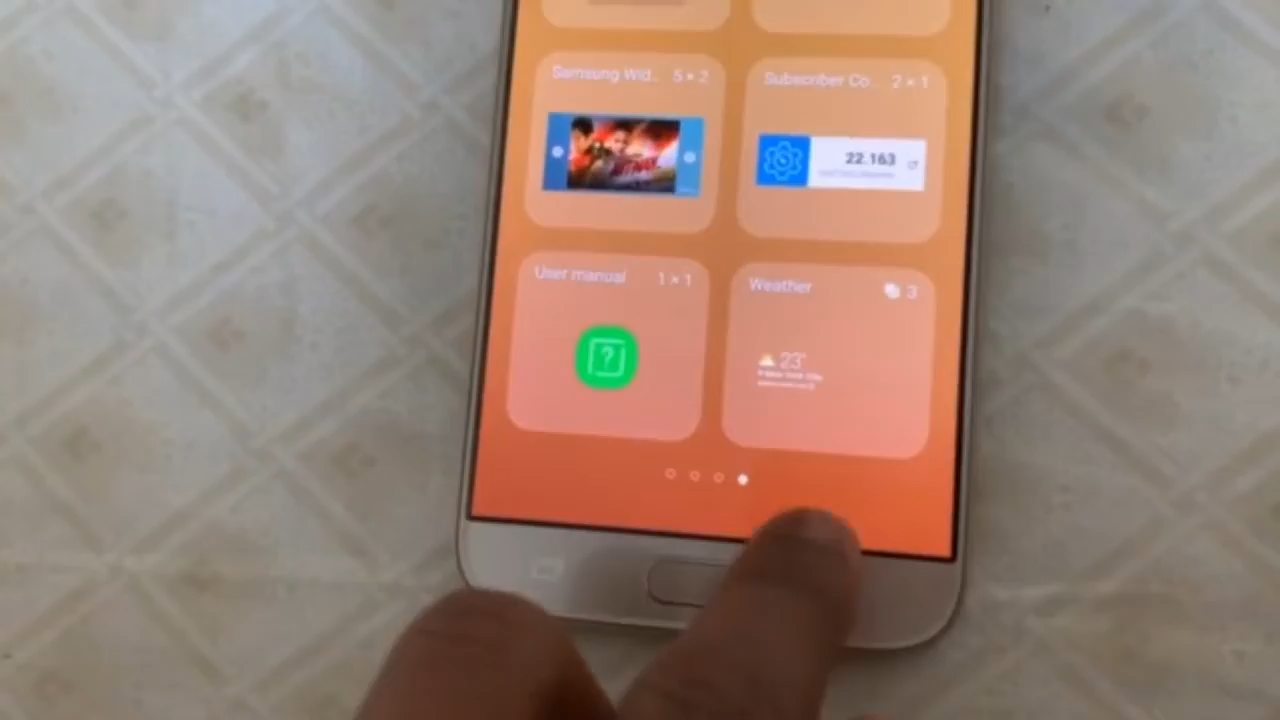 Samsung Wid.. 5 × 2
Subscriber Co... 2 × 1
22.163
User manual 1 × 1
?
Weather 3
23°